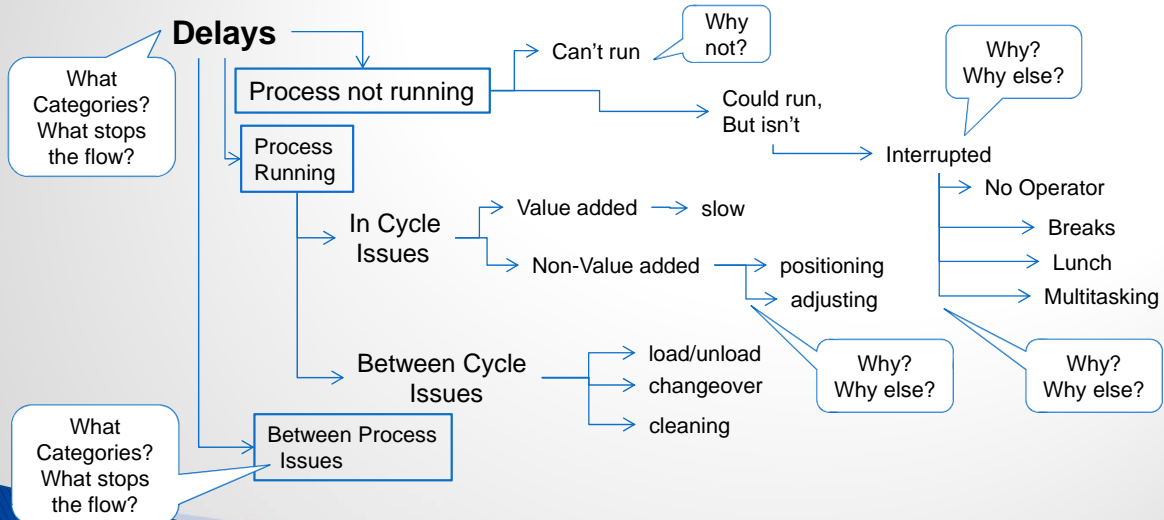 Delays
What
Categories?
What stops
the flow?
Process not running
Can't run
Why
not?
Could run,
But isn't
Why?
Why else?
Interrupted
No Operator
Breaks
Lunch
Multitasking
Why?
Why else?
Process
Running
In Cycle
Issues
Value added
slow
Non-Value added
positioning
adjusting
Why?
Why else?
Between Cycle
Issues
load/unload
changeover
cleaning
Between Process
Issues
What
Categories?
What stops
the flow?